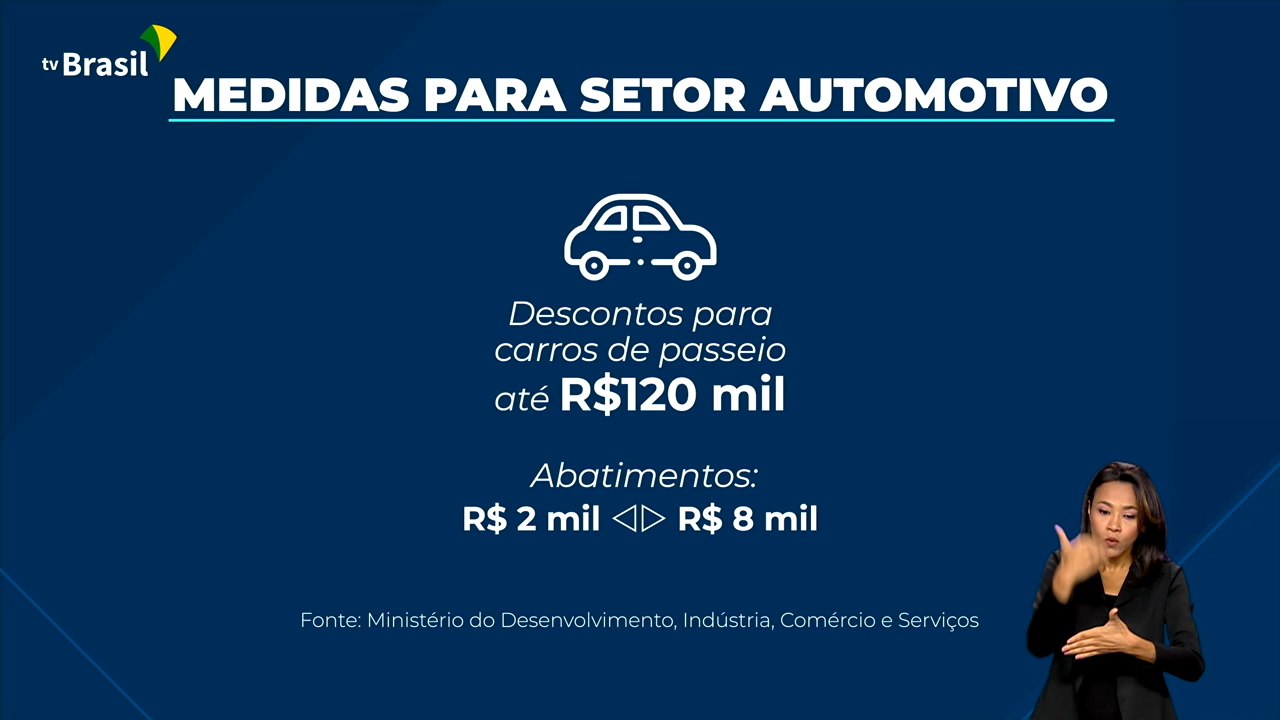 tv Brasil
MEDIDAS PARA SETOR AUTOMOTIVO
Descontos para
carros de passeio
até R$120 mil
Abatimentos:
R$ 2 mil ◁▷ R$ 8 mil
Fonte: Ministério do Desenvolvimento, Indústria, Comércio e Serviços